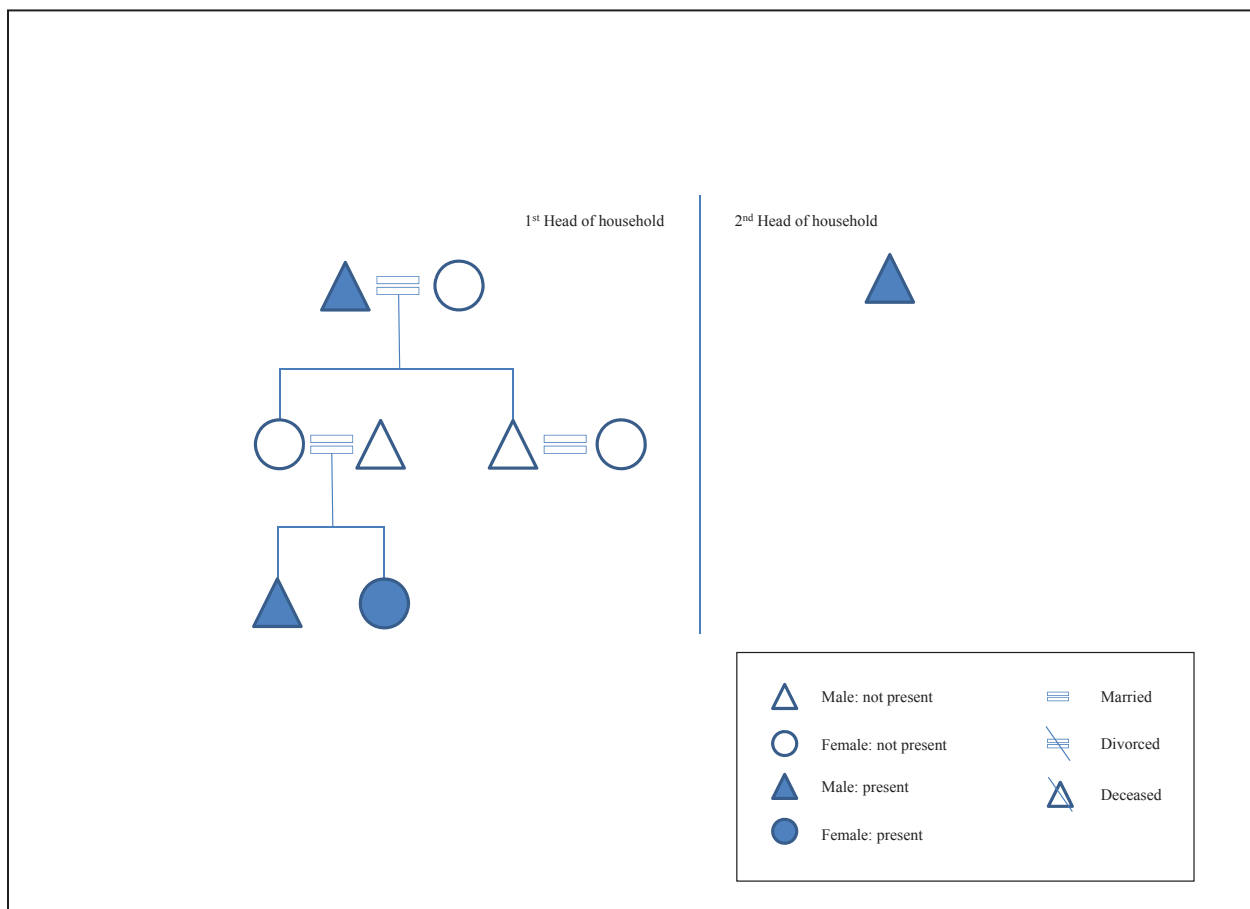 1st Head of household
2nd Head of household
Male: not present
Married
Female: not present
Divorced
Male: present
Deceased
Female: present